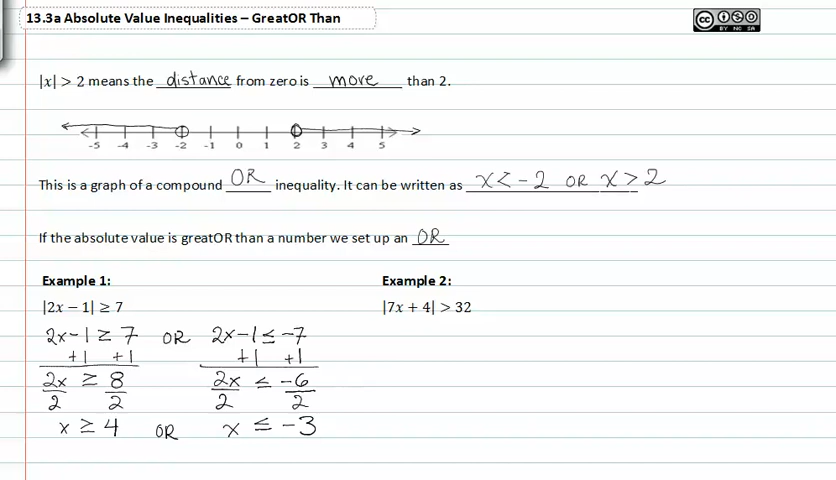 13.3a Absolute Value Inequalities – GreatOR Than
cc BY NC SA
|x| > 2 means the distance from zero is more than 2.
-5 -4 -3 -2 -1 0 1 2 3 4 5
This is a graph of a compound OR inequality. It can be written as x < -2 OR x > 2
If the absolute value is greatOR than a number we set up an OR
Example 1: Example 2:
|2x − 1| ≥ 7 |7x + 4| > 32
2x-1 ≥ 7 OR 2x-1 ≤ -7
+1 +1 +1 +1
2x ≥ 8 2x ≤ -6
2 2 2 2
x ≥ 4 OR x ≤ -3